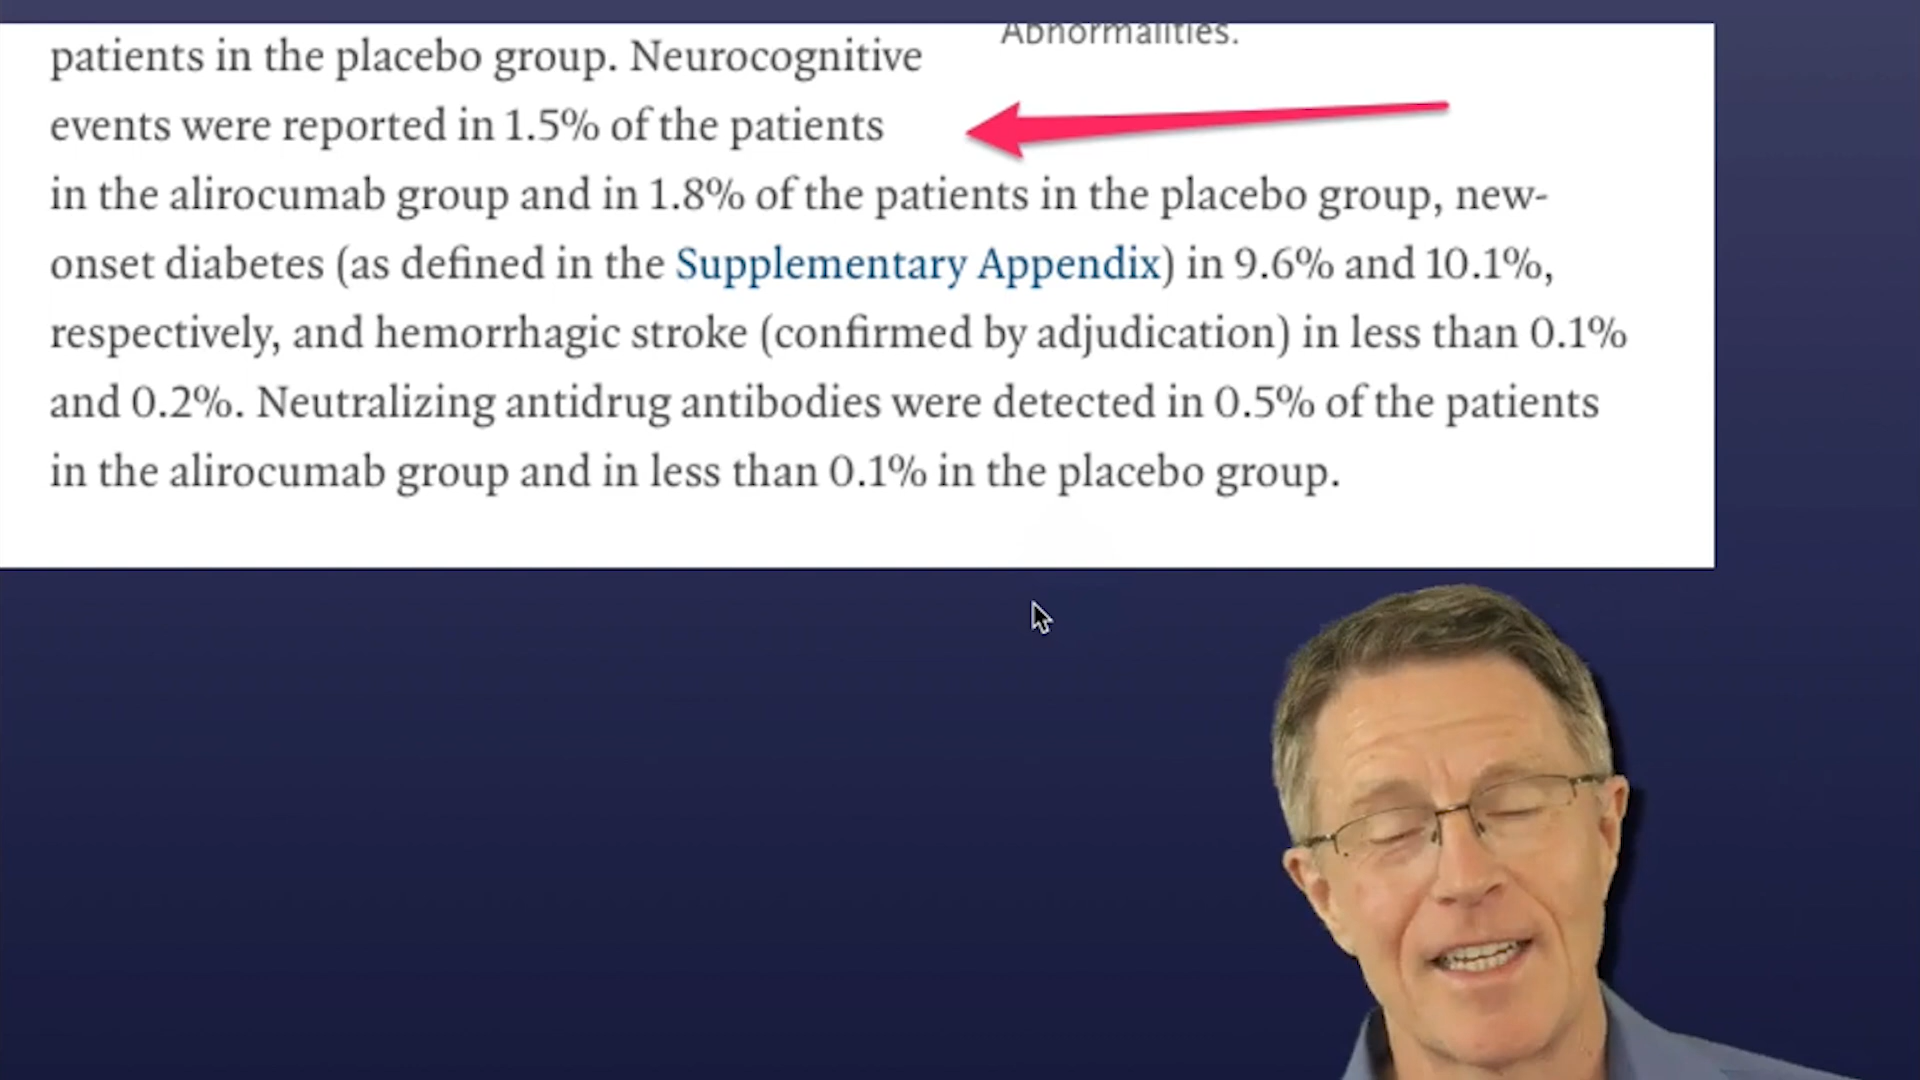 Abnormalities.
patients in the placebo group. Neurocognitive
events were reported in 1.5% of the patients
in the alirocumab group and in 1.8% of the patients in the placebo group, new-
onset diabetes (as defined in the Supplementary Appendix) in 9.6% and 10.1%,
respectively, and hemorrhagic stroke (confirmed by adjudication) in less than 0.1%
and 0.2%. Neutralizing antidrug antibodies were detected in 0.5% of the patients
in the alirocumab group and in less than 0.1% in the placebo group.